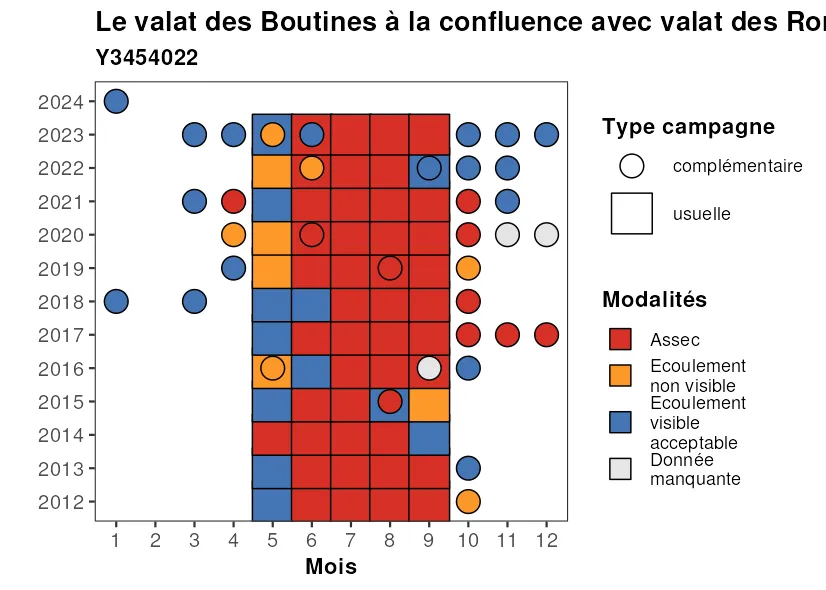 Le valat des Boutines à la confluence avec valat des Ro
Y3454022
2024
2023
2022
2021
2020
2019
2018
2017
2016
2015
2014
2013
2012
1 2 3 4 5 6 7 8 9 10 11 12
Mois
Type campagne
complémentaire
usuelle
Modalités
Assec
Ecoulement
non visible
Ecoulement
visible
acceptable
Donnée
manquante